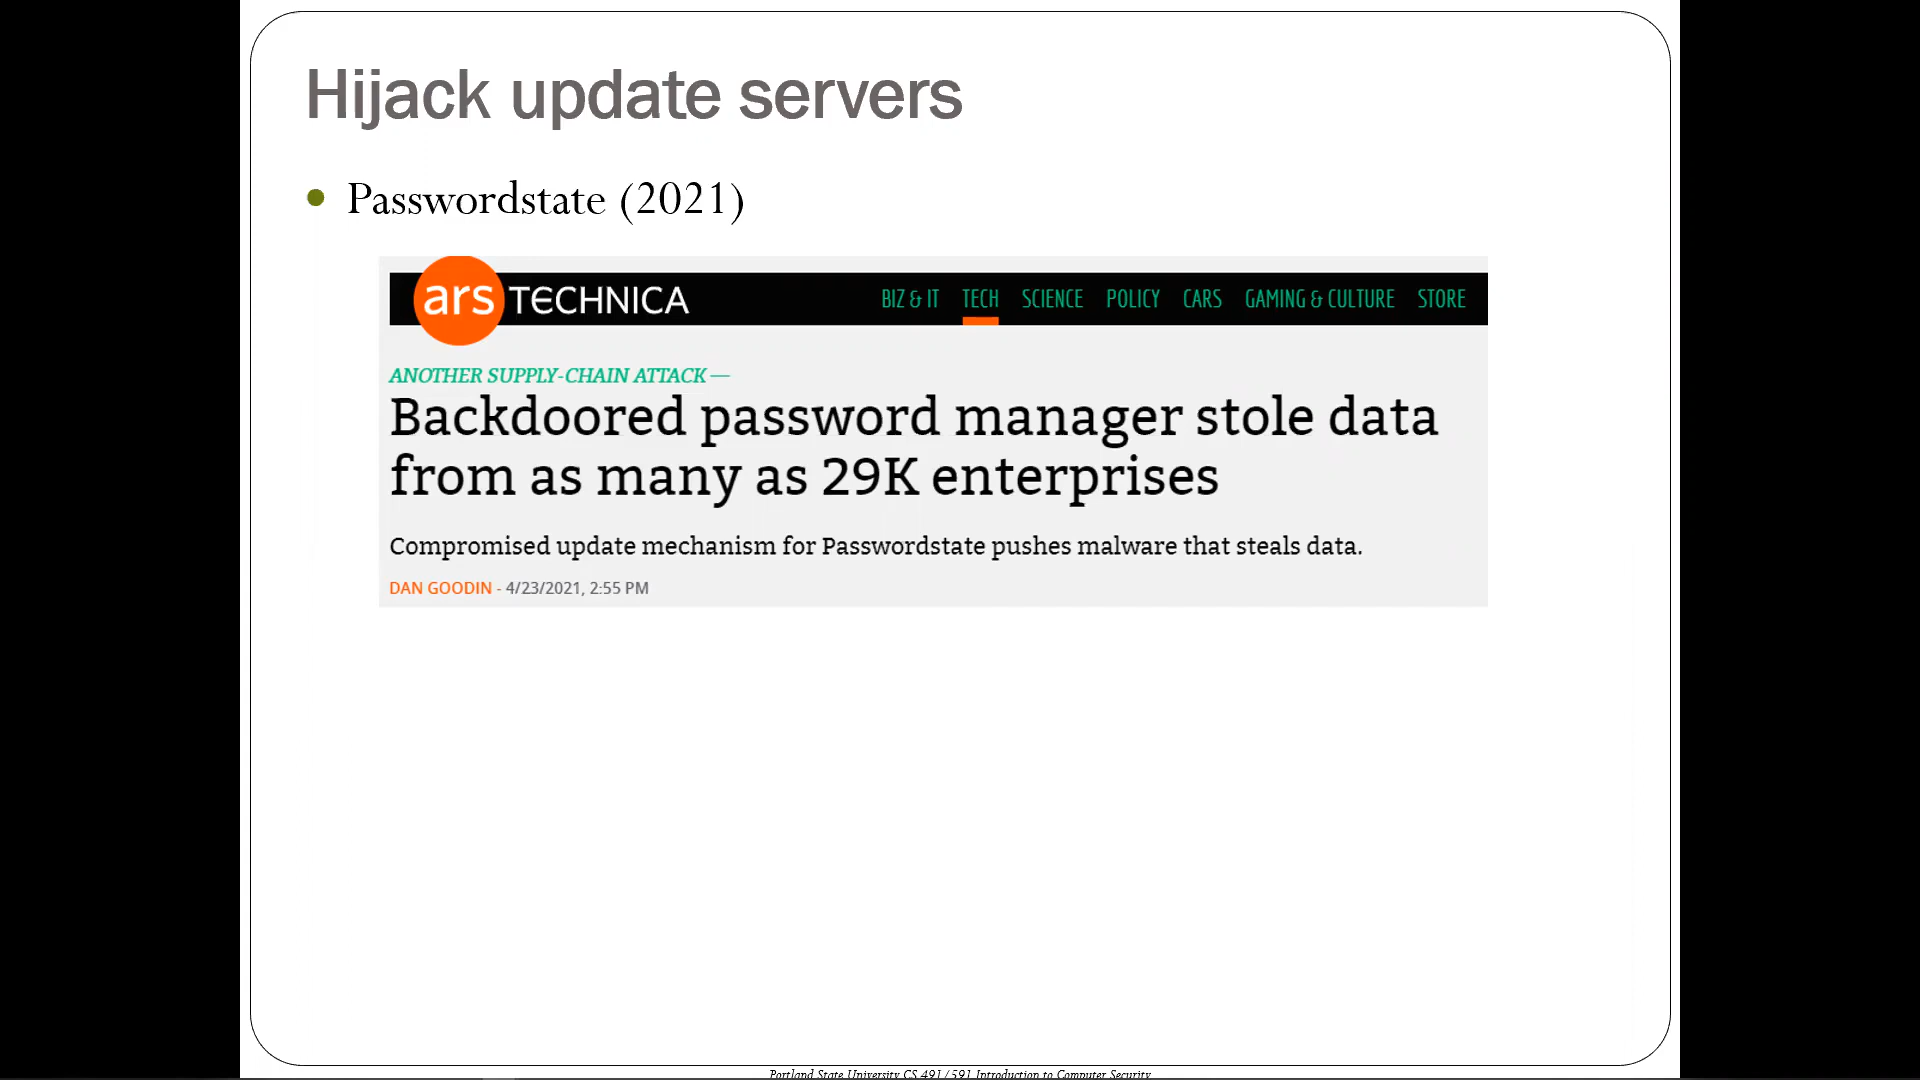 Hijack update servers
• Passwordstate (2021)
ars TECHNICA BIZ & IT TECH SCIENCE POLICY CARS GAMING & CULTURE STORE
ANOTHER SUPPLY-CHAIN ATTACK —
Backdoored password manager stole data
from as many as 29K enterprises
Compromised update mechanism for Passwordstate pushes malware that steals data.
DAN GOODIN - 4/23/2021, 2:55 PM
Portland State University CS 491/591 Introduction to Computer Security